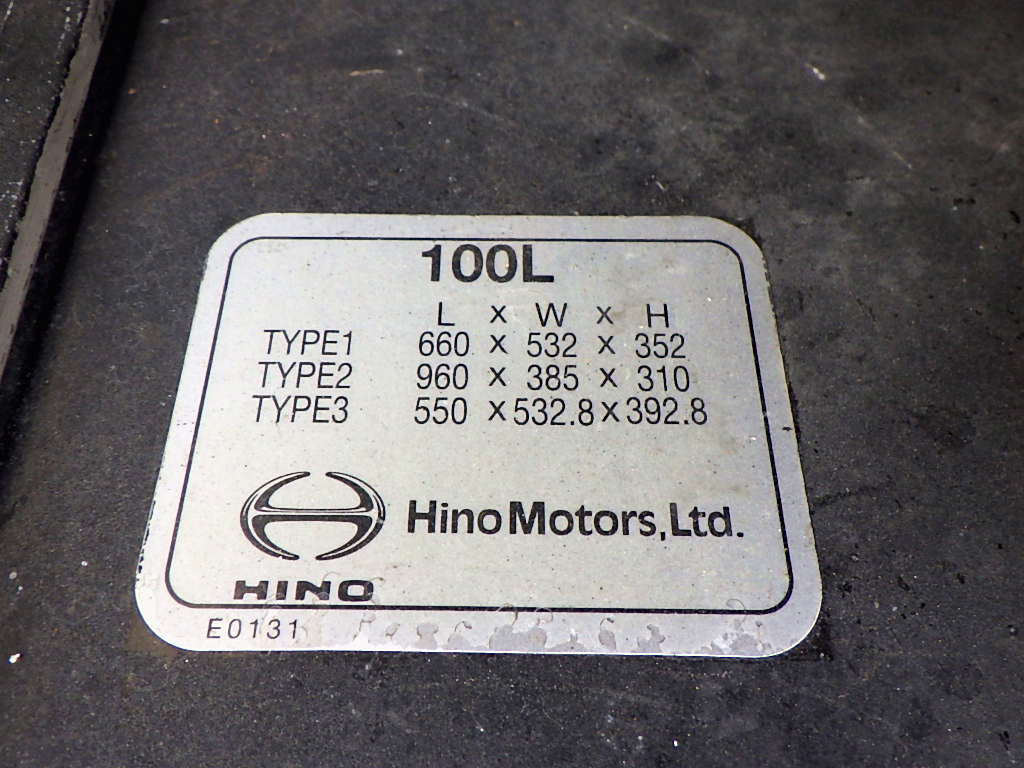 100L
L x W x H
TYPE1 660 x 532 x 352
TYPE2 960 x 385 x 310
TYPE3 550 x 532.8 x 392.8
Hino Motors, Ltd.
HINO
E0131